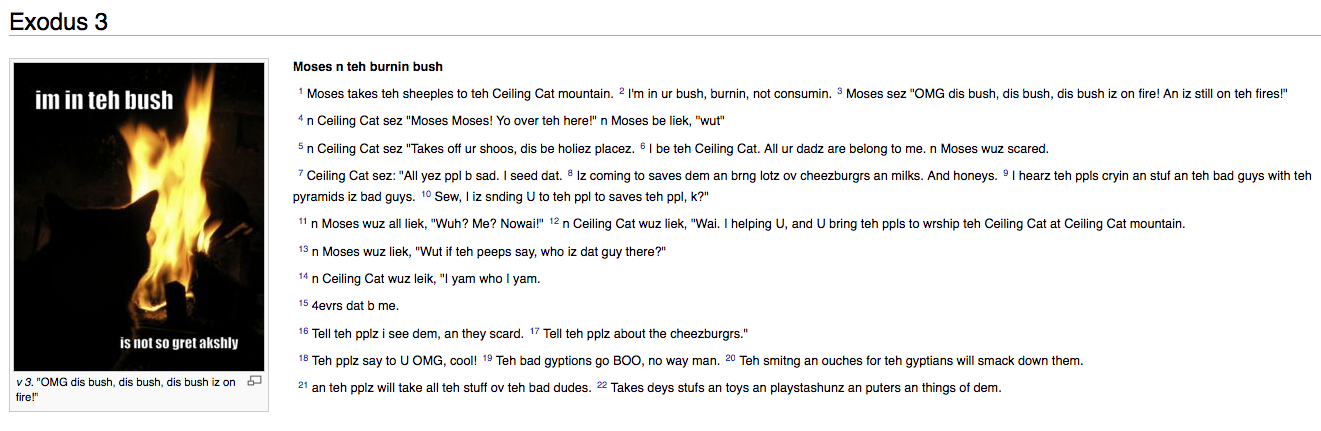 Exodus 3
im in teh bush
is not so gret akshly
v 3. "OMG dis bush, dis bush, dis bush iz on
fire!"
Moses n teh burnin bush
1 Moses takes teh sheeples to teh Ceiling Cat mountain. 2 I'm in ur bush, burnin, not consumin. 3 Moses sez "OMG dis bush, dis bush, dis bush iz on fire! An iz still on teh fires!"
4 n Ceiling Cat sez "Moses Moses! Yo over teh here!" n Moses be liek, "wut"
5 n Ceiling Cat sez "Takes off ur shoos, dis be holiez placez. 6 I be teh Ceiling Cat. All ur dadz are belong to me. n Moses wuz scared.
7 Ceiling Cat sez: "All yez ppl b sad. I seed dat. 8 Iz coming to saves dem an brng lotz ov cheezburgrs an milks. And honeys. 9 I hearz teh ppls cryin an stuf an teh bad guys with teh
pyramids iz bad guys. 10 Sew, I iz snding U to teh ppl to saves teh ppl, k?"
11 n Moses wuz all liek, "Wuh? Me? Nowai!" 12 n Ceiling Cat wuz liek, "Wai. I helping U, and U bring teh ppls to wrship teh Ceiling Cat at Ceiling Cat mountain.
13 n Moses wuz liek, "Wut if teh peeps say, who iz dat guy there?"
14 n Ceiling Cat wuz leik, "I yam who I yam.
15 4evrs dat b me.
16 Tell teh pplz i see dem, an they scard. 17 Tell teh pplz about the cheezburgrs."
18 Teh pplz say to U OMG, cool! 19 Teh bad gyptions go BOO, no way man. 20 Teh smitng an ouches for teh gyptians will smack down them.
21 an teh pplz will take all teh stuff ov teh bad dudes. 22 Takes deys stufs an toys an playstashunz an puters an things of dem.